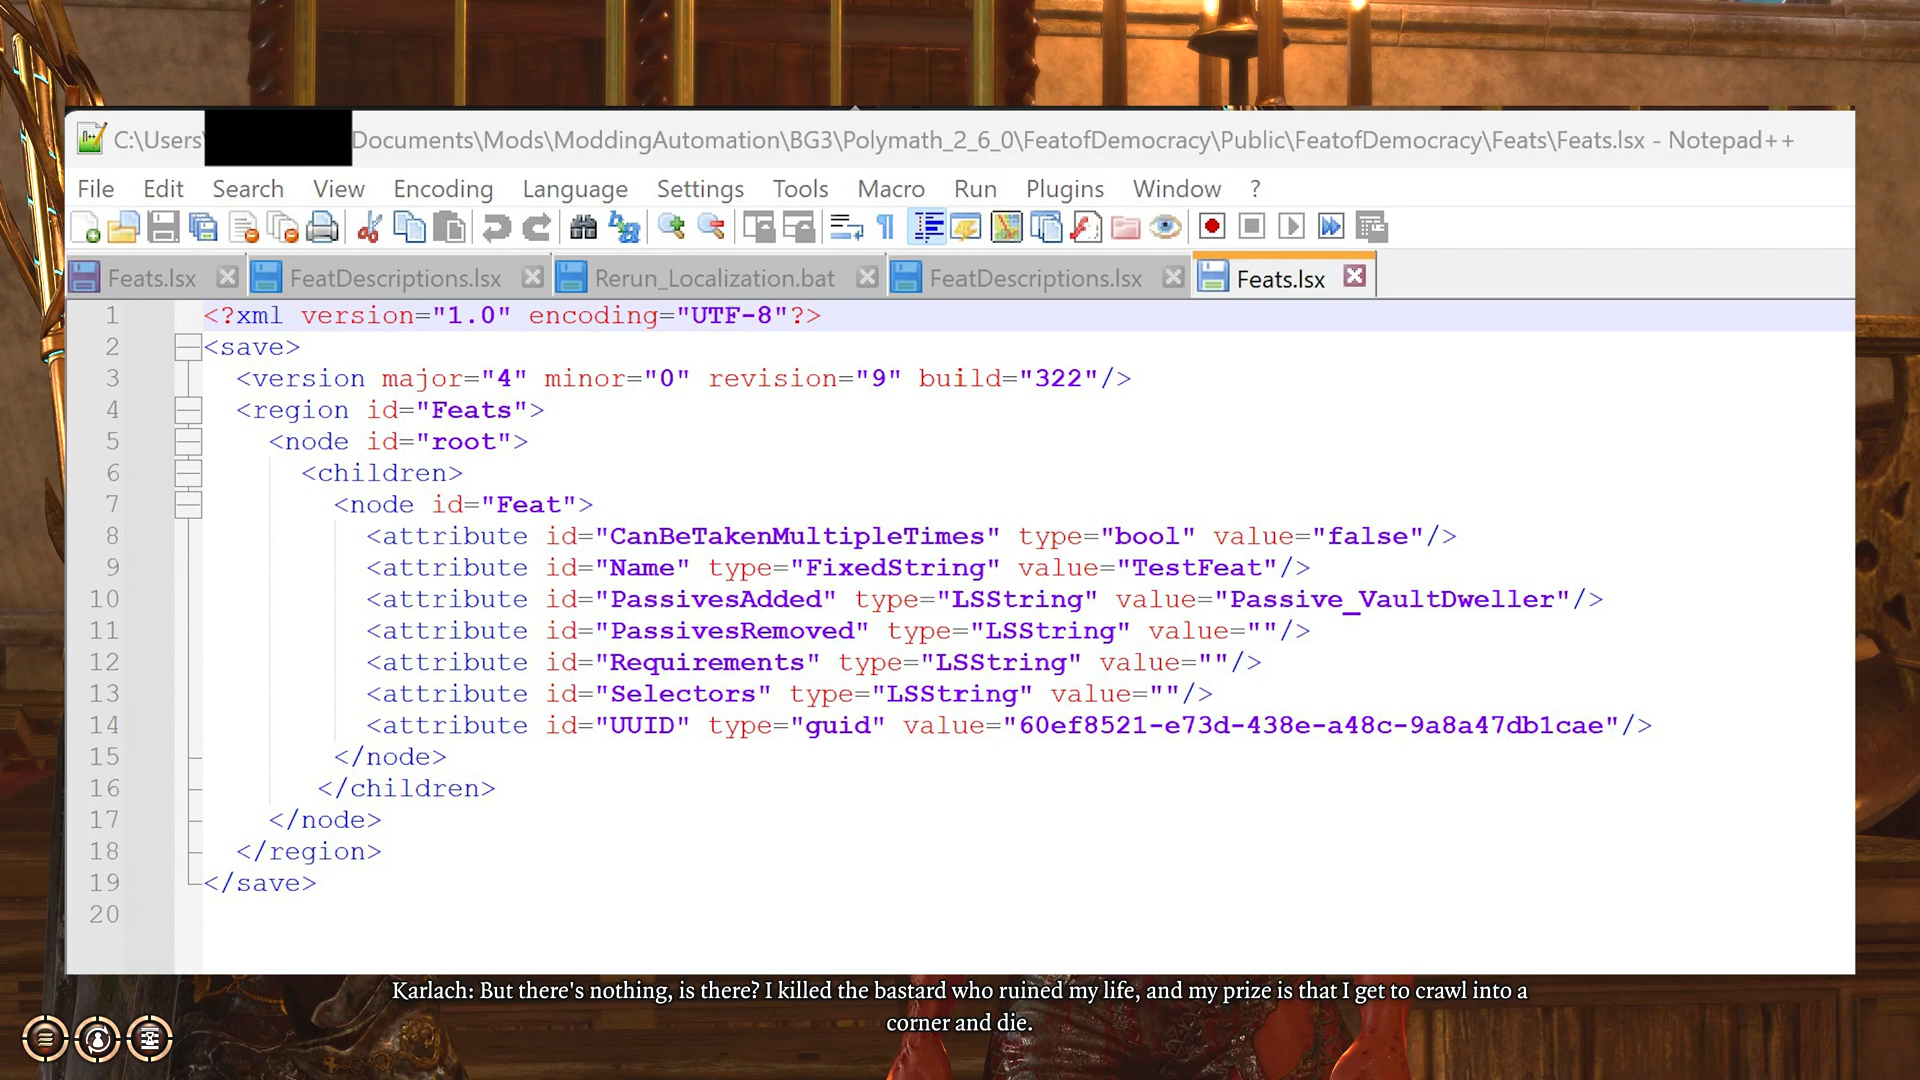 C:\Users\ Documents\Mods\ModdingAutomation\BG3\Polymath_2_6_0\FeatofDemocracy\Public\FeatofDemocracy\Feats\Feats.lsx - Notepad++
File Edit Search View Encoding Language Settings Tools Macro Run Plugins Window ?
Feats.lsx FeatDescriptions.lsx Rerun_Localization.bat FeatDescriptions.lsx Feats.lsx
1 <?xml version="1.0" encoding="UTF-8"?>
2 <save>
3 <version major="4" minor="0" revision="9" build="322"/>
4 <region id="Feats">
5 <node id="root">
6 <children>
7 <node id="Feat">
8 <attribute id="CanBeTakenMultipleTimes" type="bool" value="false"/>
9 <attribute id="Name" type="FixedString" value="TestFeat"/>
10 <attribute id="PassivesAdded" type="LSString" value="Passive_VaultDweller"/>
11 <attribute id="PassivesRemoved" type="LSString" value=""/>
12 <attribute id="Requirements" type="LSString" value=""/>
13 <attribute id="Selectors" type="LSString" value=""/>
14 <attribute id="UUID" type="guid" value="60ef8521-e73d-438e-a48c-9a8a47db1cae"/>
15 </node>
16 </children>
17 </node>
18 </region>
19 </save>
20
Karlach: But there's nothing, is there? I killed the bastard who ruined my life, and my prize is that I get to crawl into a
corner and die.